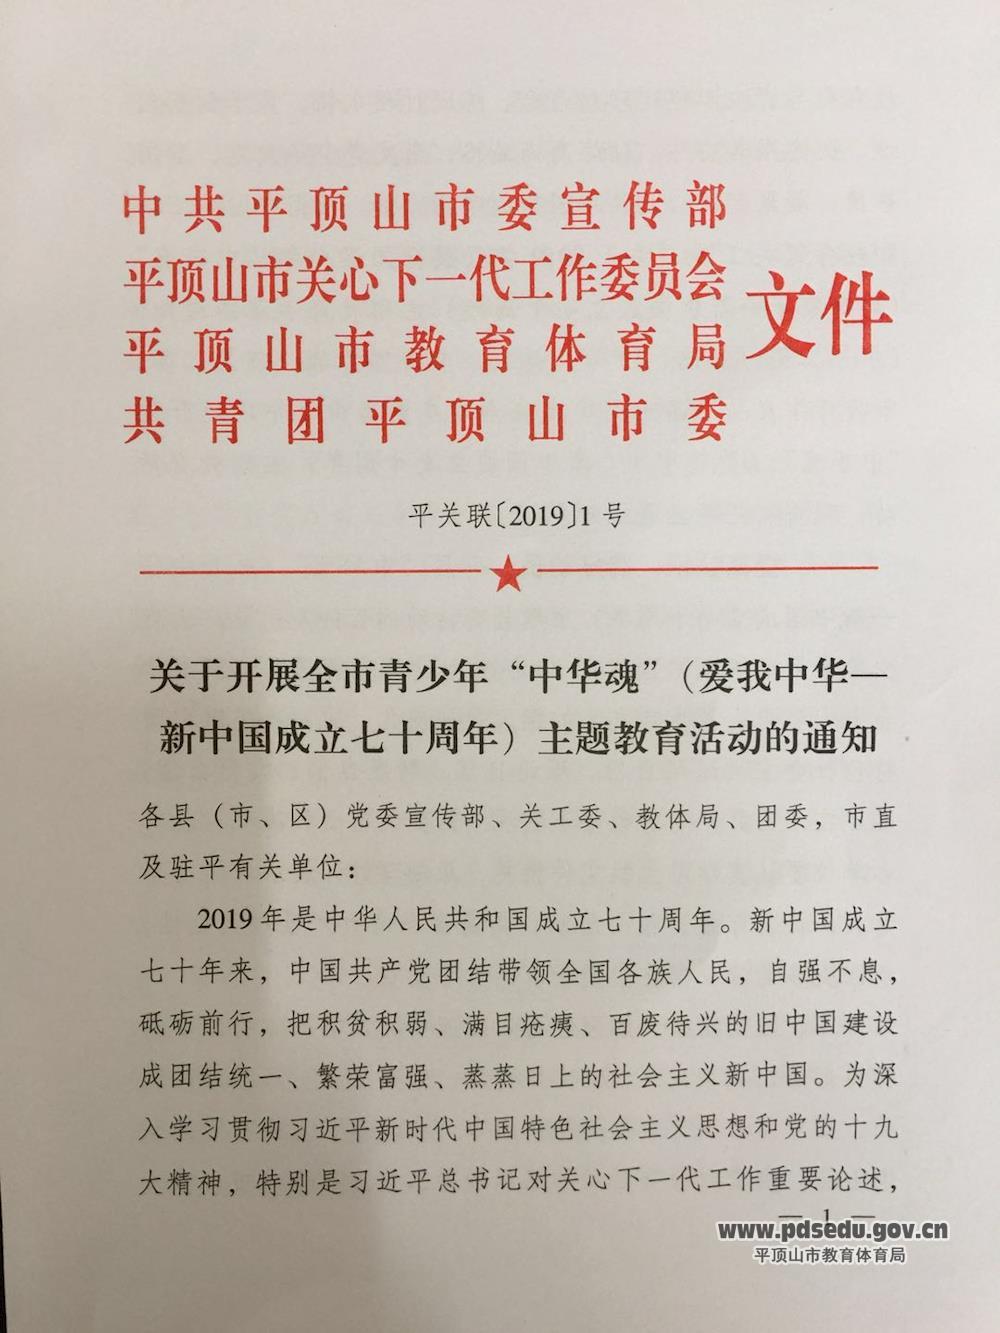 中共平顶山市委宣传部
平顶山市关心下一代工作委员会
平顶山市教育体育局
共青团平顶山市委
文件
平关联〔2019〕1号
关于开展全市青少年“中华魂”（爱我中华—
新中国成立七十周年）主题教育活动的通知
各县（市、区）党委宣传部、关工委、教体局、团委，市直
及驻平有关单位：
2019年是中华人民共和国成立七十周年。新中国成立
七十年来，中国共产党团结带领全国各族人民，自强不息，
砥砺前行，把积贫积弱、满目疮痍、百废待兴的旧中国建设
成团结统一、繁荣富强、蒸蒸日上的社会主义新中国。为深
入学习贯彻习近平新时代中国特色社会主义思想和党的十九
大精神，特别是习近平总书记对关心下一代工作重要论述，
— 1 —
www.pdsedu.gov.cn
平顶山市教育体育局